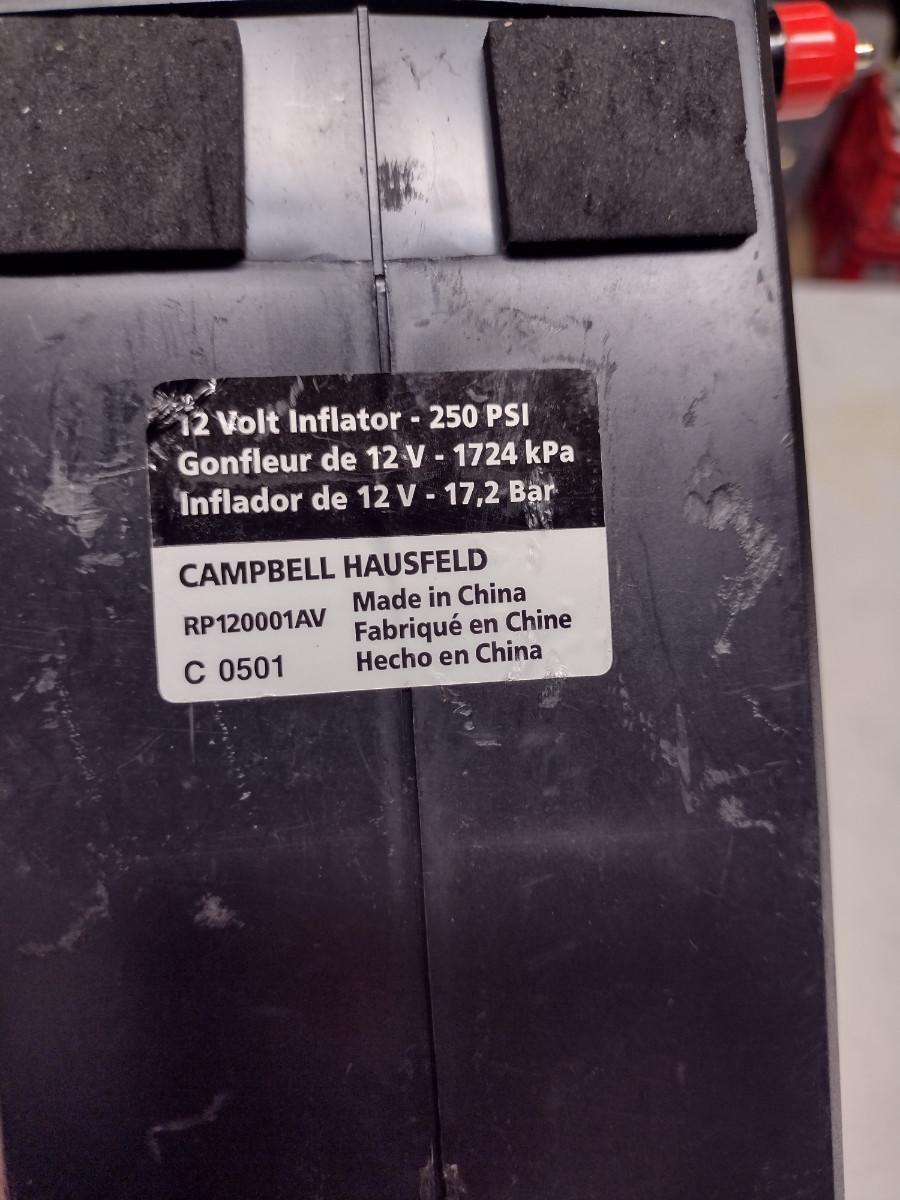 12 Volt Inflator - 250 PSI
Gonfleur de 12 V - 1724 kPa
Inflador de 12 V - 17,2 Bar
CAMPBELL HAUSFELD
RP120001AV
C 0501
Made in China
Fabriqué en Chine
Hecho en China